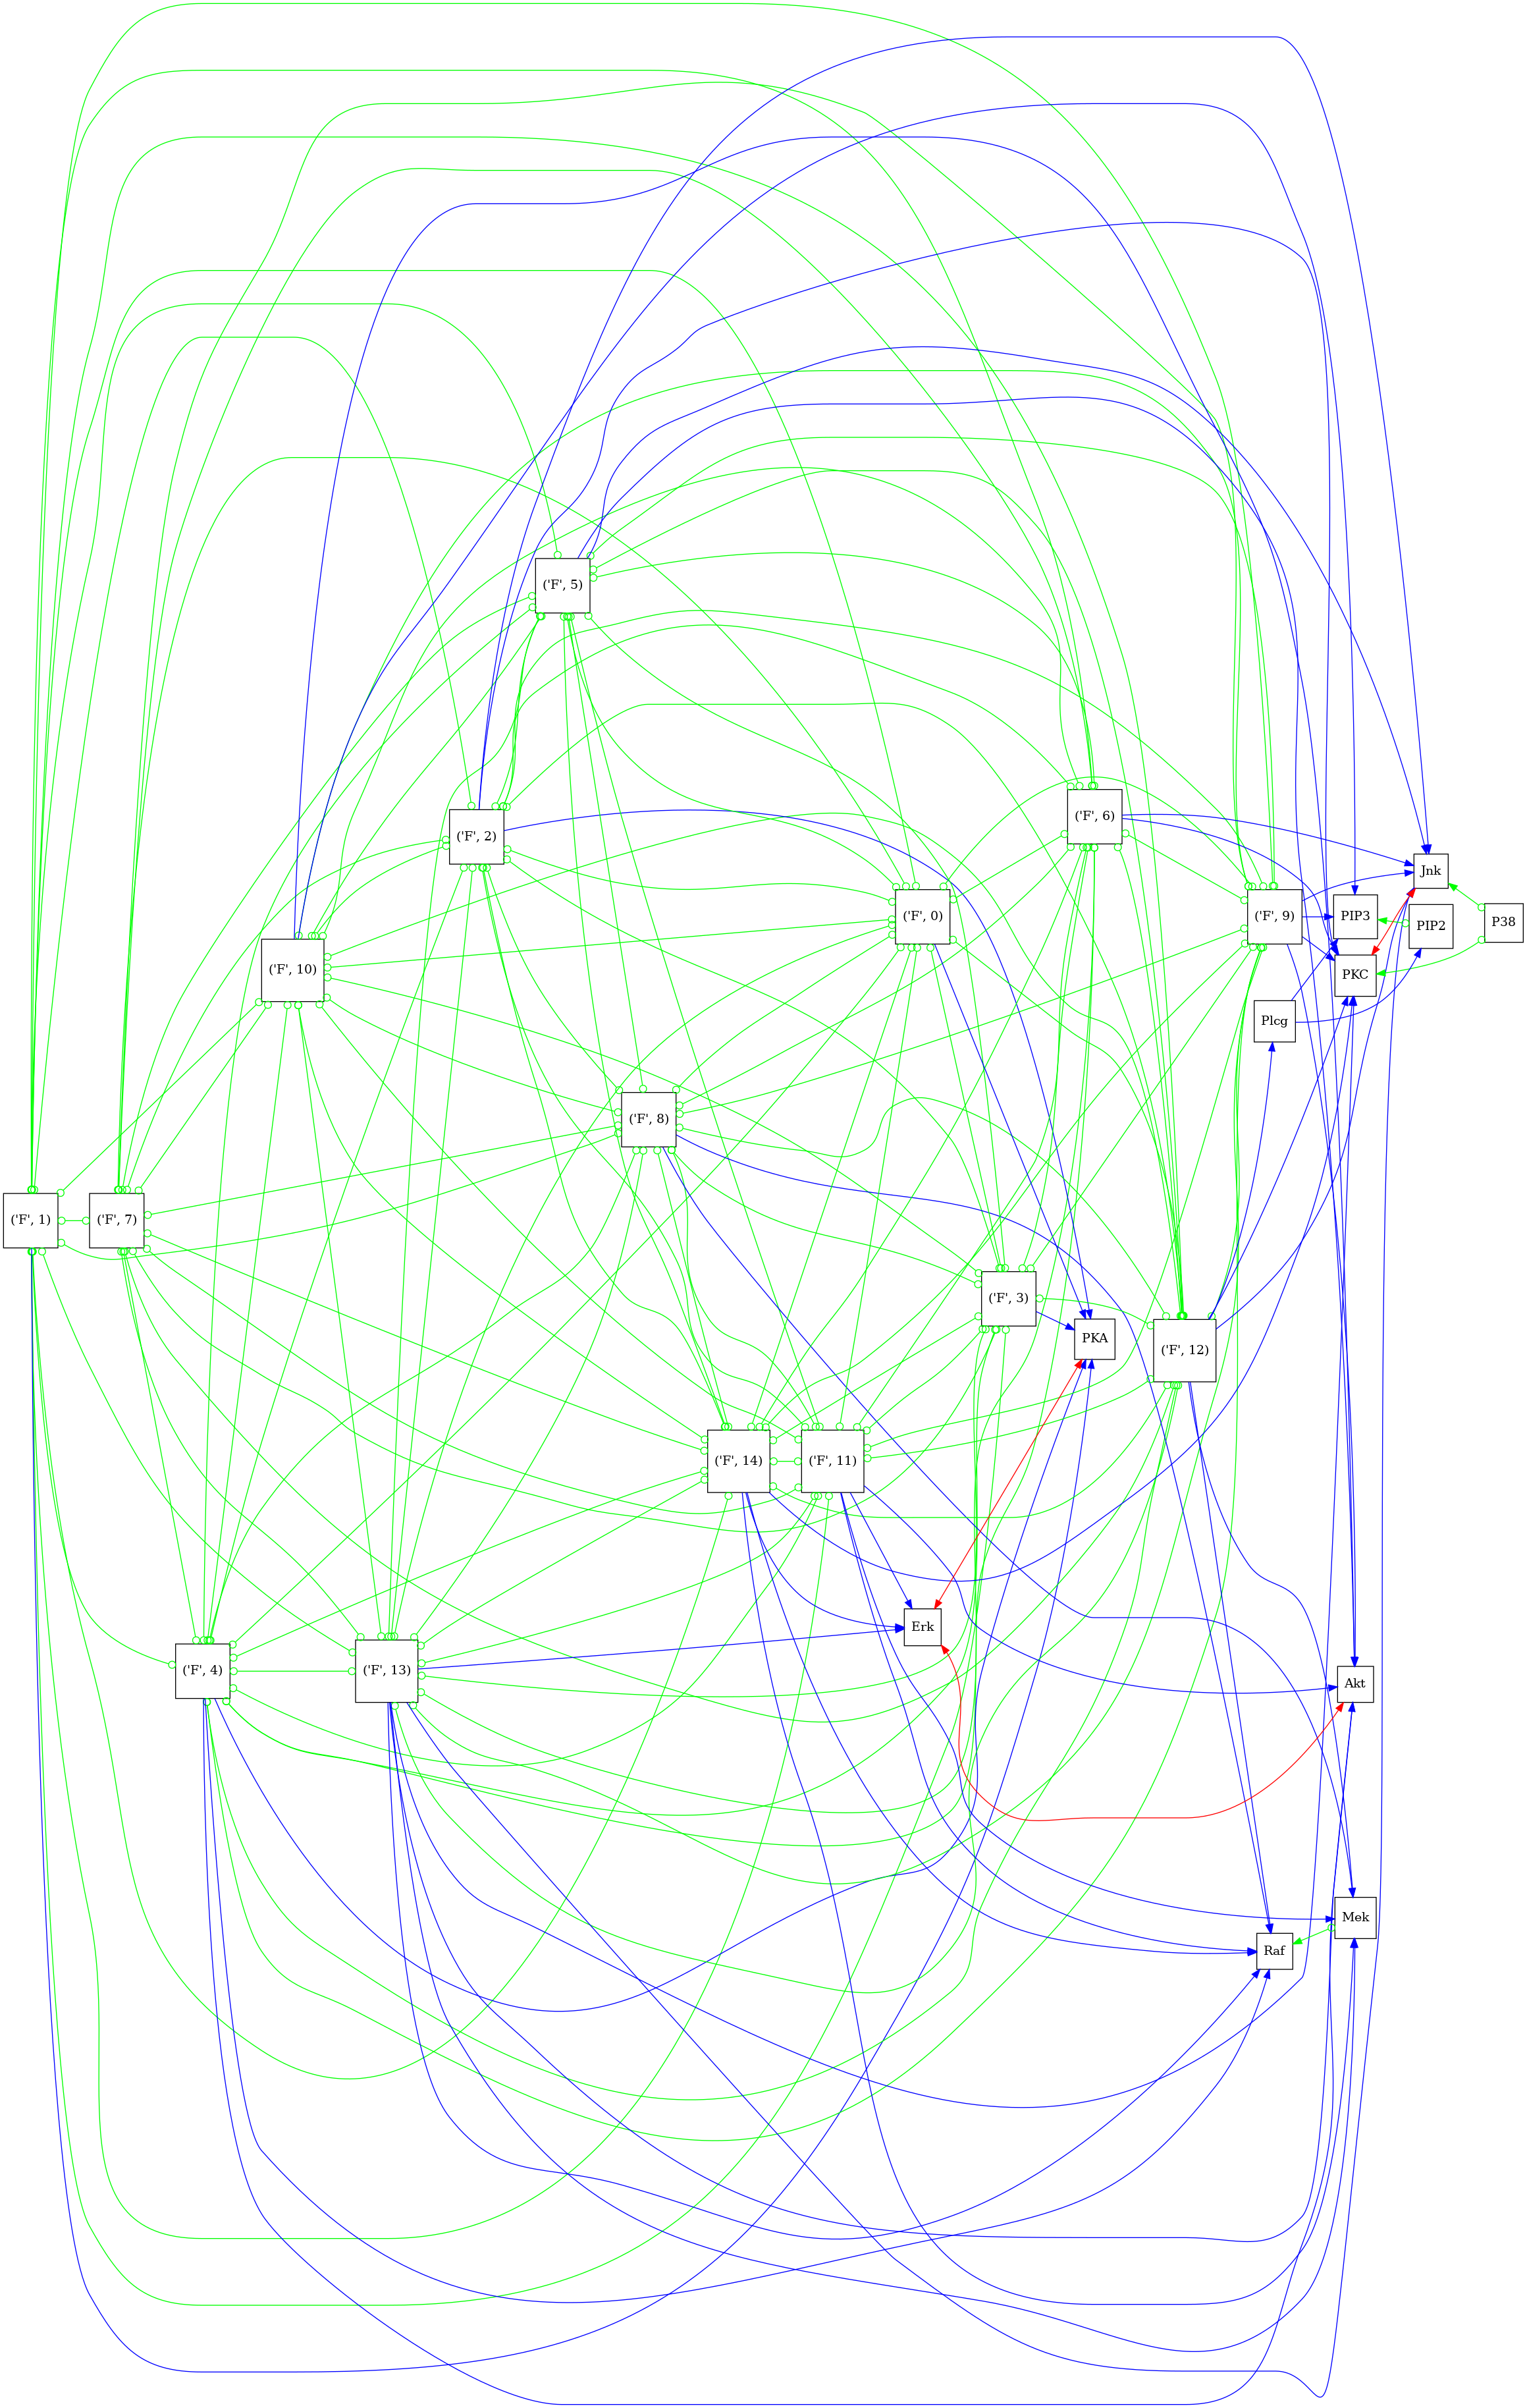 ('F', 5)
('F', 6)
('F', 2)
Jnk
('F', 0)
('F', 9)
PIP3
P38
PIP2
('F', 10)
PKC
Plcg
('F', 8)
('F', 1)
('F', 7)
('F', 3)
PKA
('F', 12)
('F', 14)
('F', 11)
Erk
('F', 4)
('F', 13)
Akt
Mek
Raf